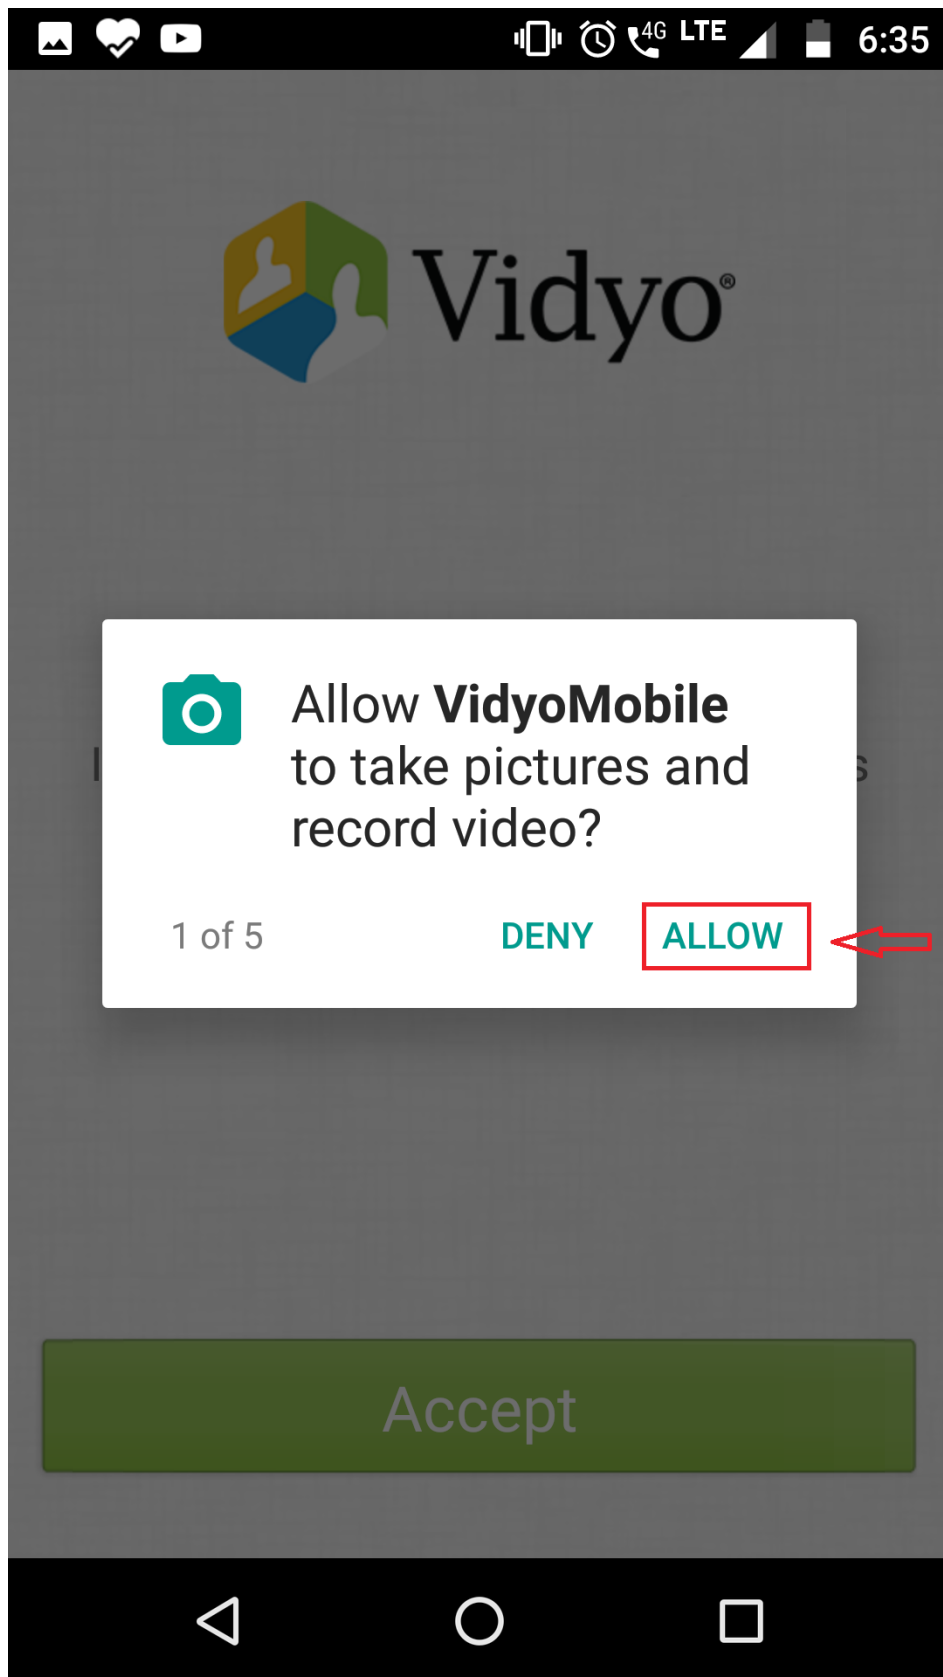 4G LTE 6:35
Vidyo®
Allow VidyoMobile
to take pictures and
record video?
1 of 5 DENY ALLOW
Accept